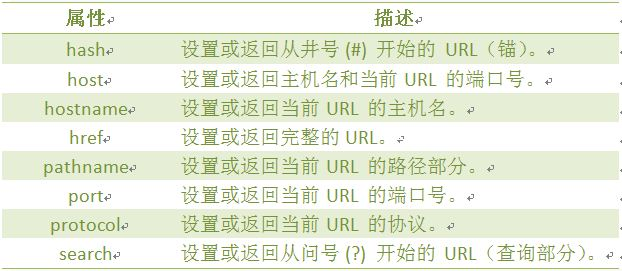 属性 描述
hash 设置或返回从井号 (#) 开始的 URL（锚）。
host 设置或返回主机名和当前 URL 的端口号。
hostname 设置或返回当前 URL 的主机名。
href 设置或返回完整的 URL。
pathname 设置或返回当前 URL 的路径部分。
port 设置或返回当前 URL 的端口号。
protocol 设置或返回当前 URL 的协议。
search 设置或返回从问号 (?) 开始的 URL（查询部分）。